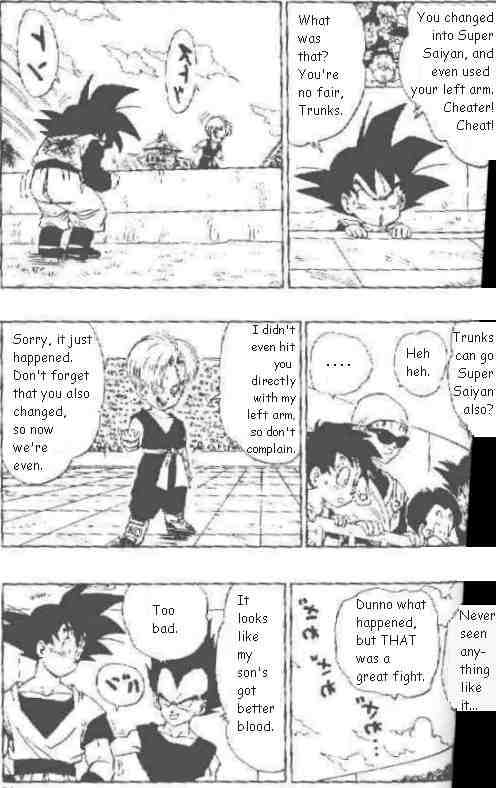 You changed
into Super
Saiyan, and
even used
your left arm.
Cheater!
Cheat!
What
was
that?
You're
no fair,
Trunks.
Trunks
can go
Super
Saiyan
also?
Heh
heh.
....
I didn't
even hit
you
directly
with my
left arm,
so don't
complain.
Sorry, it just
happened.
Don't forget
that you also
changed,
so now
we're
even.
Never
seen
any-
thing
like
it...
Dunno what
happened,
but THAT
was a
great fight.
It
looks
like
my
son's
got
better
blood.
Too
bad.